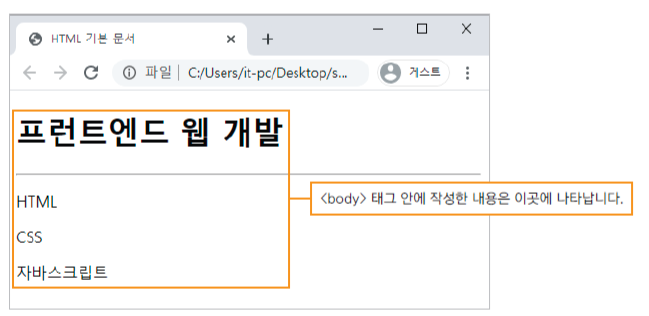 HTML 기본 문서
파일 C:/Users/it-pc/Desktop/s...
게스트
프런트엔드 웹 개발
HTML
<body> 태그 안에 작성한 내용은 이곳에 나타납니다.
CSS
자바스크립트